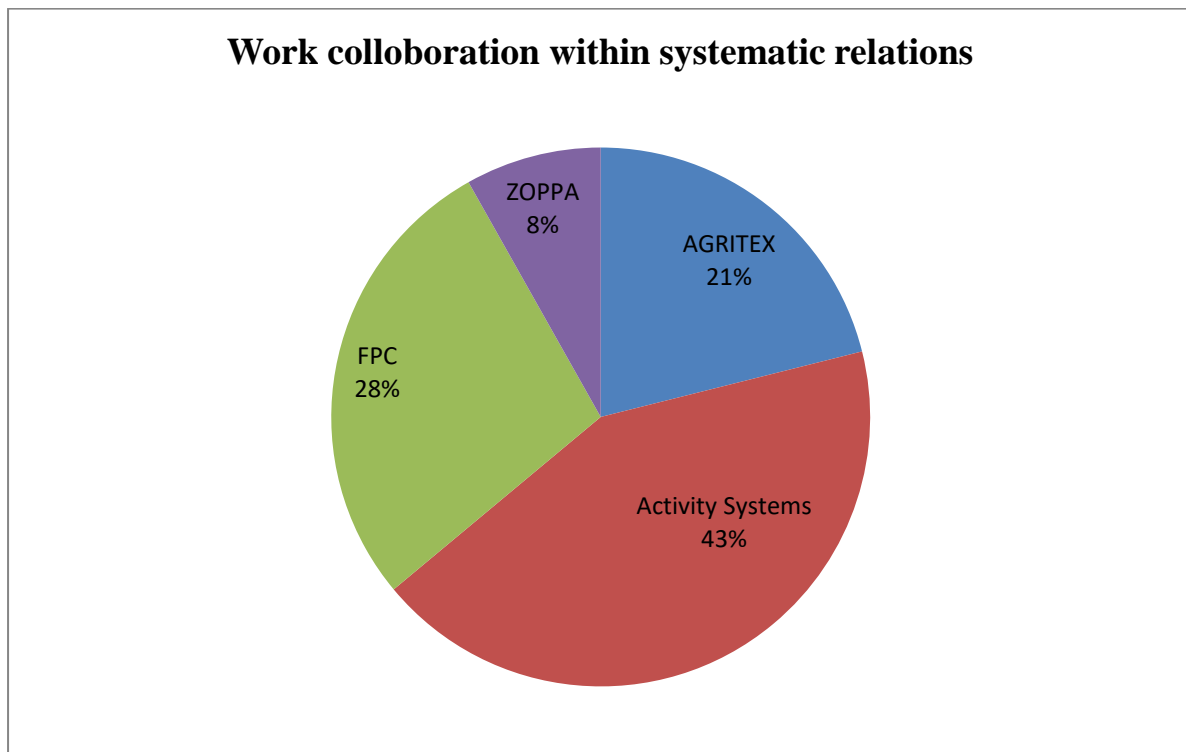 Work colloboration within systematic relations
ZOPPA
8%
AGRITEX
21%
FPC
28%
Activity Systems
43%